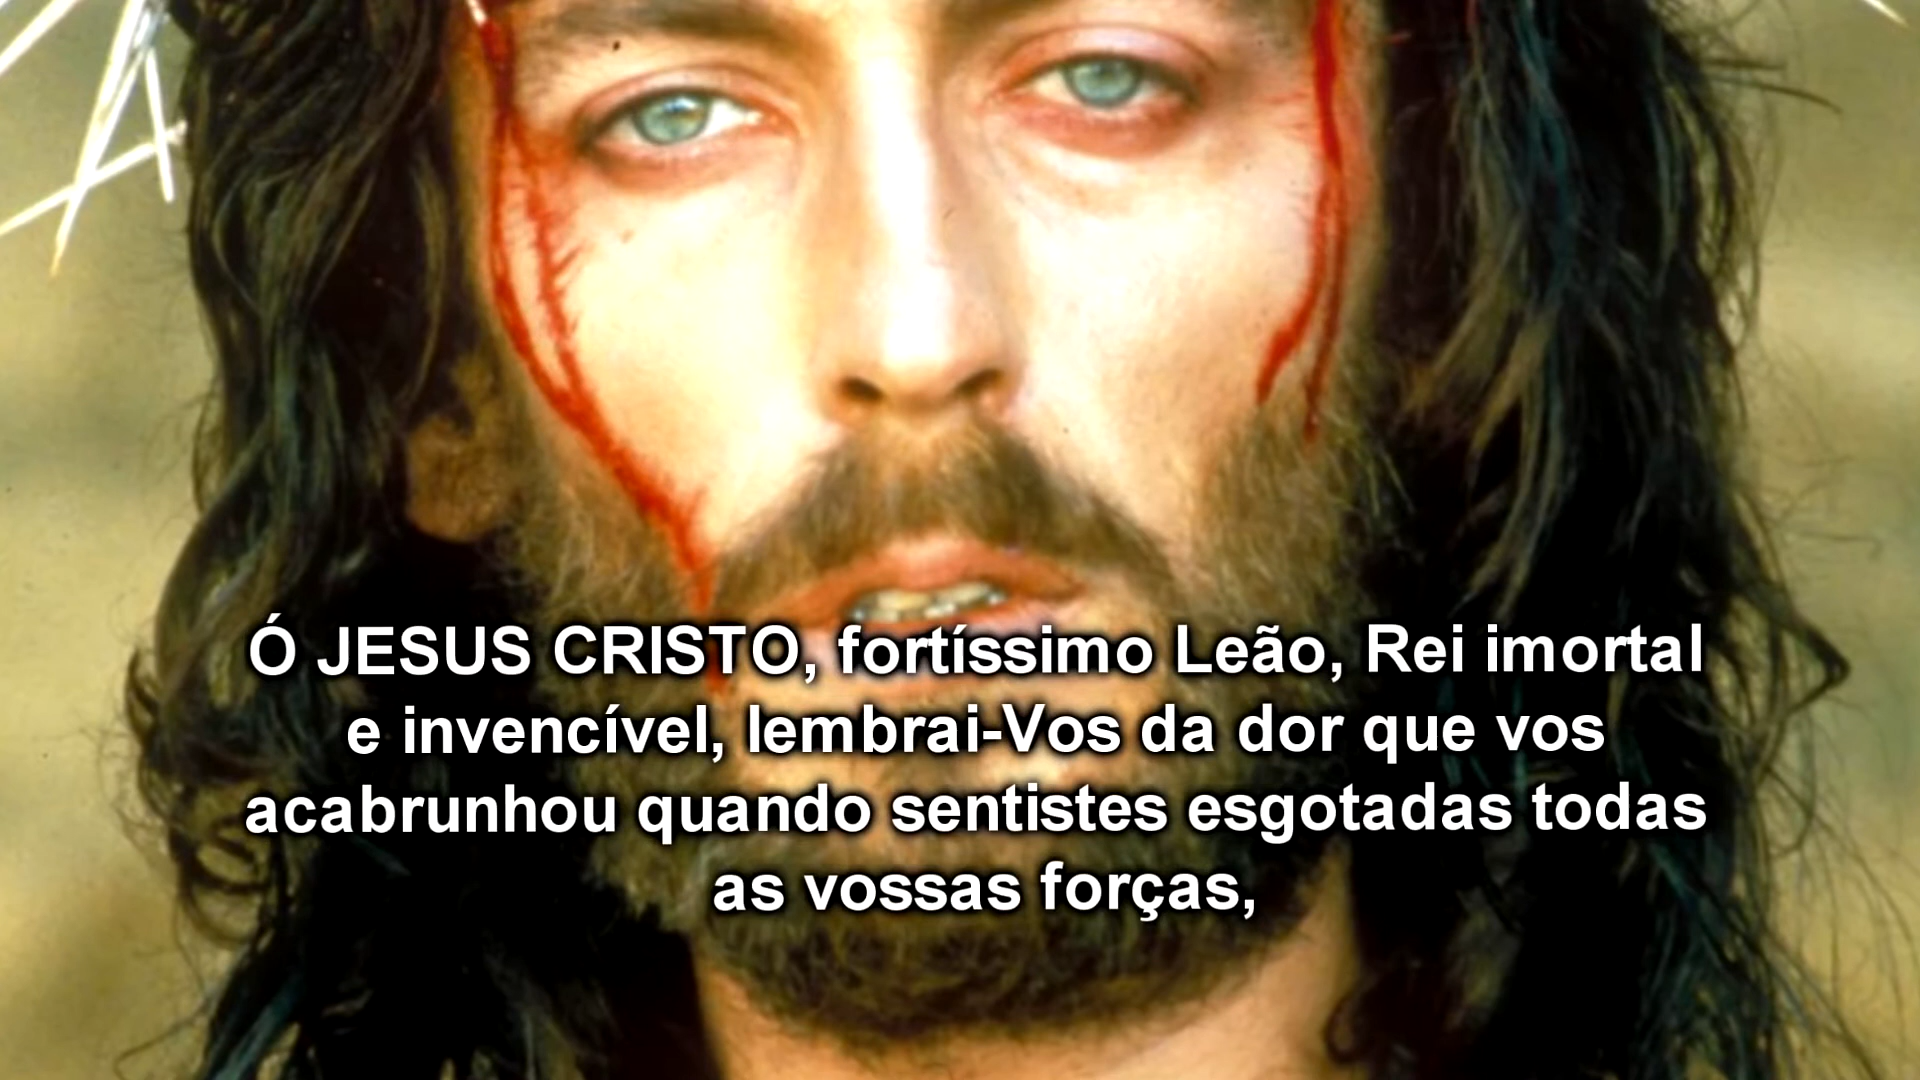 Ó JESUS CRISTO, fortíssimo Leão, Rei imortal
e invencível, lembrai-Vos da dor que vos
acabrunhou quando sentistes esgotadas todas
as vossas forças,